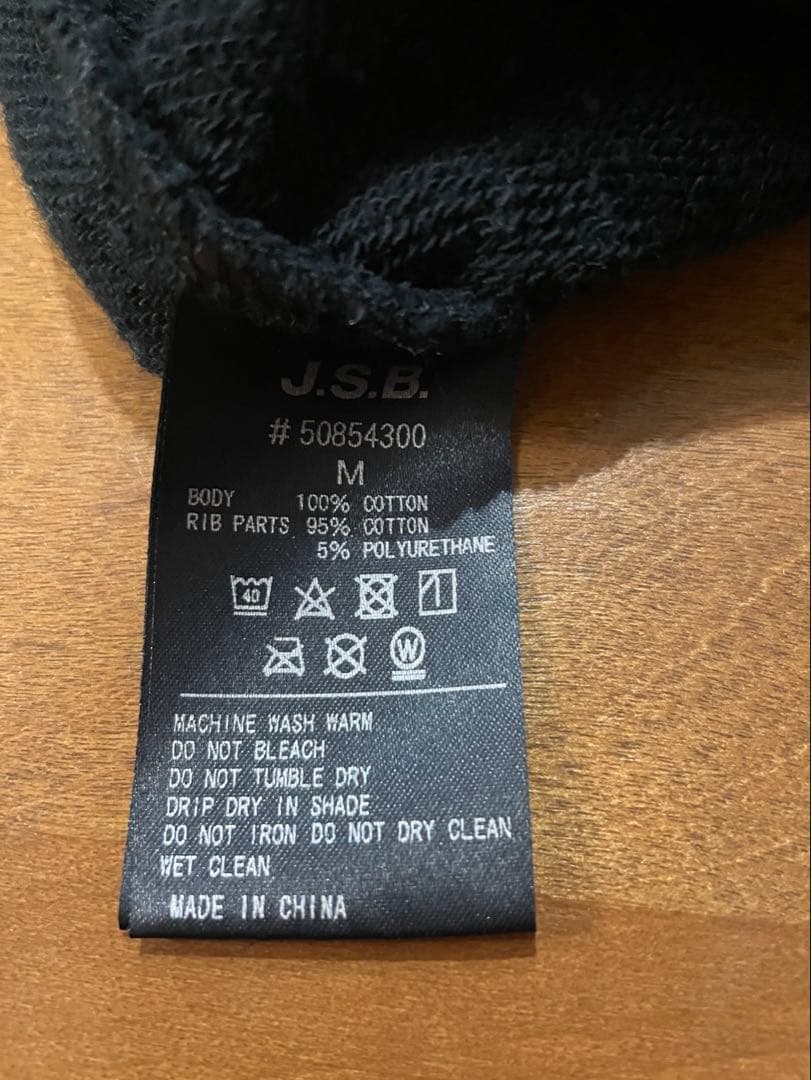 J.S.B.
# 50854300
M
BODY 100% COTTON
RIB PARTS 95% COTTON
5% POLYURETHANE
40
W
MACHINE WASH WARM
DO NOT BLEACH
DO NOT TUMBLE DRY
DRIP DRY IN SHADE
DO NOT IRON DO NOT DRY CLEAN
WET CLEAN
MADE IN CHINA